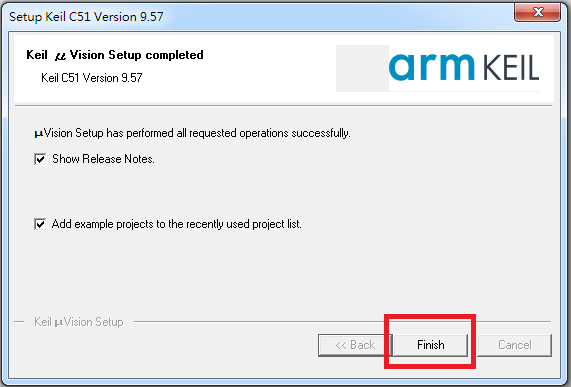 Setup Keil C51 Version 9.57
Keil μ Vision Setup completed
Keil C51 Version 9.57
arm KEIL
μVision Setup has performed all requested operations successfully.
Show Release Notes.
Add example projects to the recently used project list.
Keil μVision Setup
<< Back
Finish
Cancel